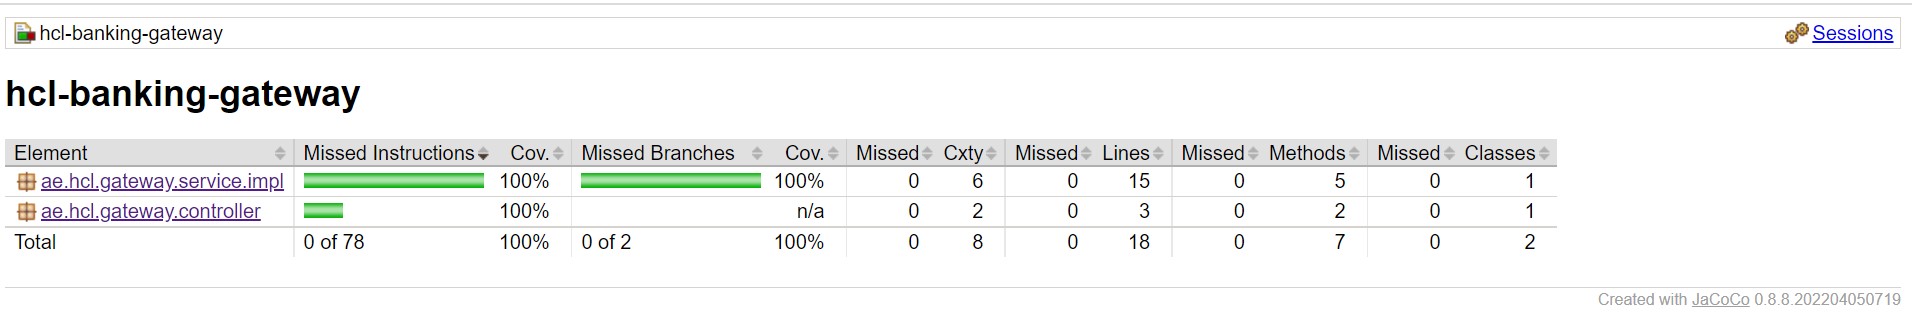 hcl-banking-gateway Sessions
hcl-banking-gateway
Element Missed Instructions Cov. Missed Branches Cov. Missed Cxty Missed Lines Missed Methods Missed Classes
ae.hcl.gateway.service.impl 100% 100% 0 6 0 15 0 5 0 1
ae.hcl.gateway.controller 100% n/a 0 2 0 3 0 2 0 1
Total 0 of 78 100% 0 of 2 100% 0 8 0 18 0 7 0 2
Created with JaCoCo 0.8.8.202204050719